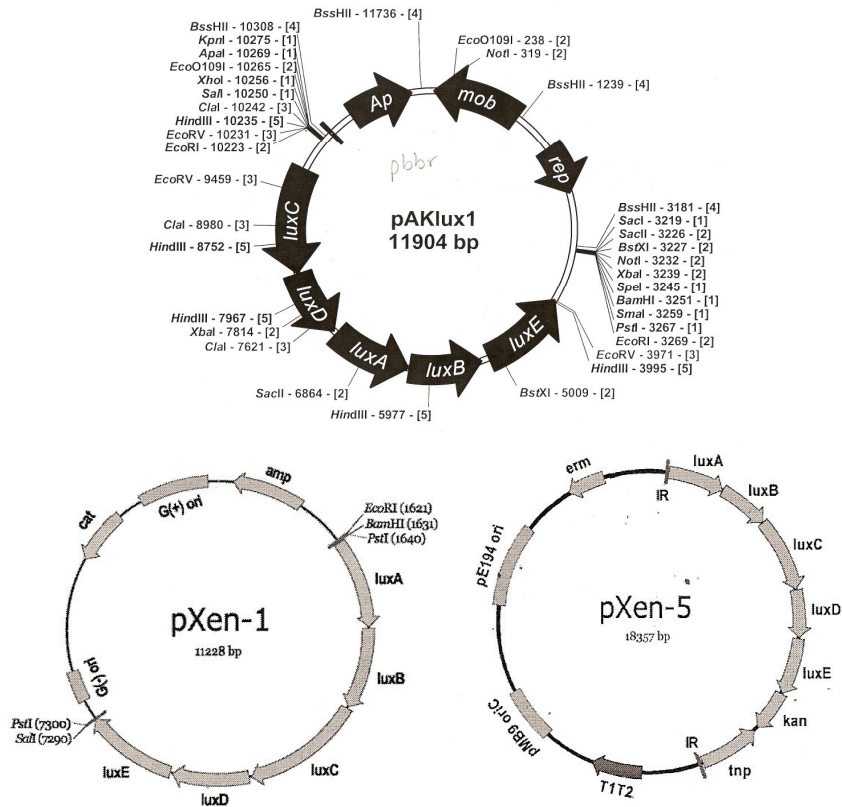 BssHII - 11736 - [4]
BssHII - 10308 - [4]
KpnI - 10275 - [1]
ApaI - 10269 - [1]
EcoO109I - 10265 - [2]
XhoI - 10256 - [1]
SalI - 10250 - [1]
ClaI - 10242 - [3]
HindIII - 10235 - [5]
EcoRV - 10231 - [3]
EcoRI - 10223 - [2]
EcoRV - 9459 - [3]
ClaI - 8980 - [3]
HindIII - 8752 - [5]
HindIII - 7967 - [5]
XbaI - 7814 - [2]
ClaI - 7621 - [3]
SacII - 6864 - [2]
HindIII - 5977 - [5]
EcoO109I - 238 - [2]
NotI - 319 - [2]
BssHII - 1239 - [4]
BssHII - 3181 - [4]
SacI - 3219 - [1]
SacII - 3226 - [2]
BstXI - 3227 - [2]
NotI - 3232 - [2]
XbaI - 3239 - [2]
SpeI - 3245 - [1]
BamHI - 3251 - [1]
SmaI - 3259 - [1]
PstI - 3267 - [1]
EcoRI - 3269 - [2]
EcoRV - 3971 - [3]
HindIII - 3995 - [5]
BstXI - 5009 - [2]
Ap
mob
rep
luxC
luxD
luxA
luxB
luxE
pbbr
pAKlux1
11904 bp
amp
G(+) ori
cat
G(-) ori
EcoRI (1621)
BamHI (1631)
PstI (1640)
luxA
luxB
luxC
luxD
luxE
PstI (7300)
SalI (7290)
pXen-1
11228 bp
erm
IR
luxA
luxB
luxC
luxD
luxE
kan
tnp
IR
T1T2
pMB9 oriC
pE194 ori
pXen-5
18357 bp